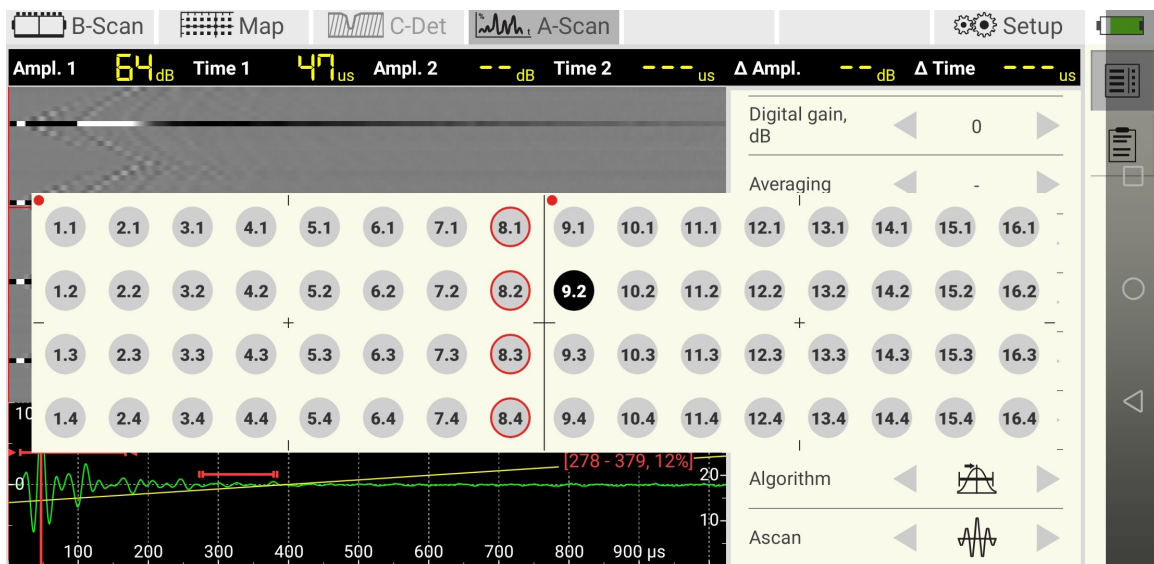 B-Scan Map C-Det A-Scan Setup
Ampl. 1 64 dB Time 1 47 us Ampl. 2 -- dB Time 2 --- us Δ Ampl. -- dB Δ Time --- us
Digital gain, dB 0
Averaging -
1.1 2.1 3.1 4.1 5.1 6.1 7.1 8.1 9.1 10.1 11.1 12.1 13.1 14.1 15.1 16.1
1.2 2.2 3.2 4.2 5.2 6.2 7.2 8.2 9.2 10.2 11.2 12.2 13.2 14.2 15.2 16.2
1.3 2.3 3.3 4.3 5.3 6.3 7.3 8.3 9.3 10.3 11.3 12.3 13.3 14.3 15.3 16.3
1.4 2.4 3.4 4.4 5.4 6.4 7.4 8.4 9.4 10.4 11.4 12.4 13.4 14.4 15.4 16.4
[278 - 379, 12%]
20
0
10
100 200 300 400 500 600 700 800 900 µs
Algorithm
Ascan